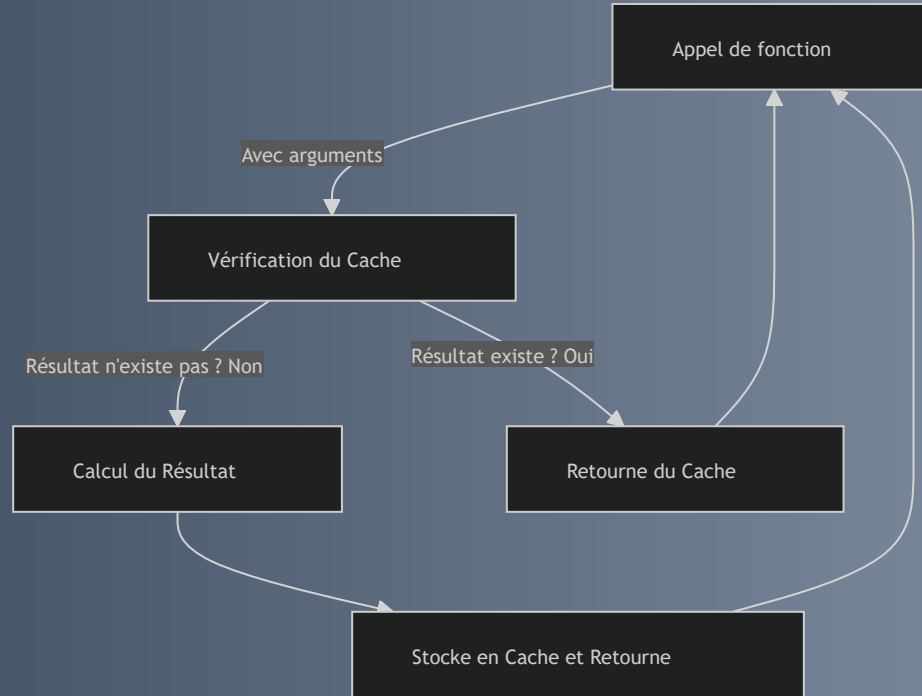 Appel de fonction
Avec arguments
Vérification du Cache
Résultat n'existe pas ? Non
Résultat existe ? Oui
Calcul du Résultat
Retourne du Cache
Stocke en Cache et Retourne